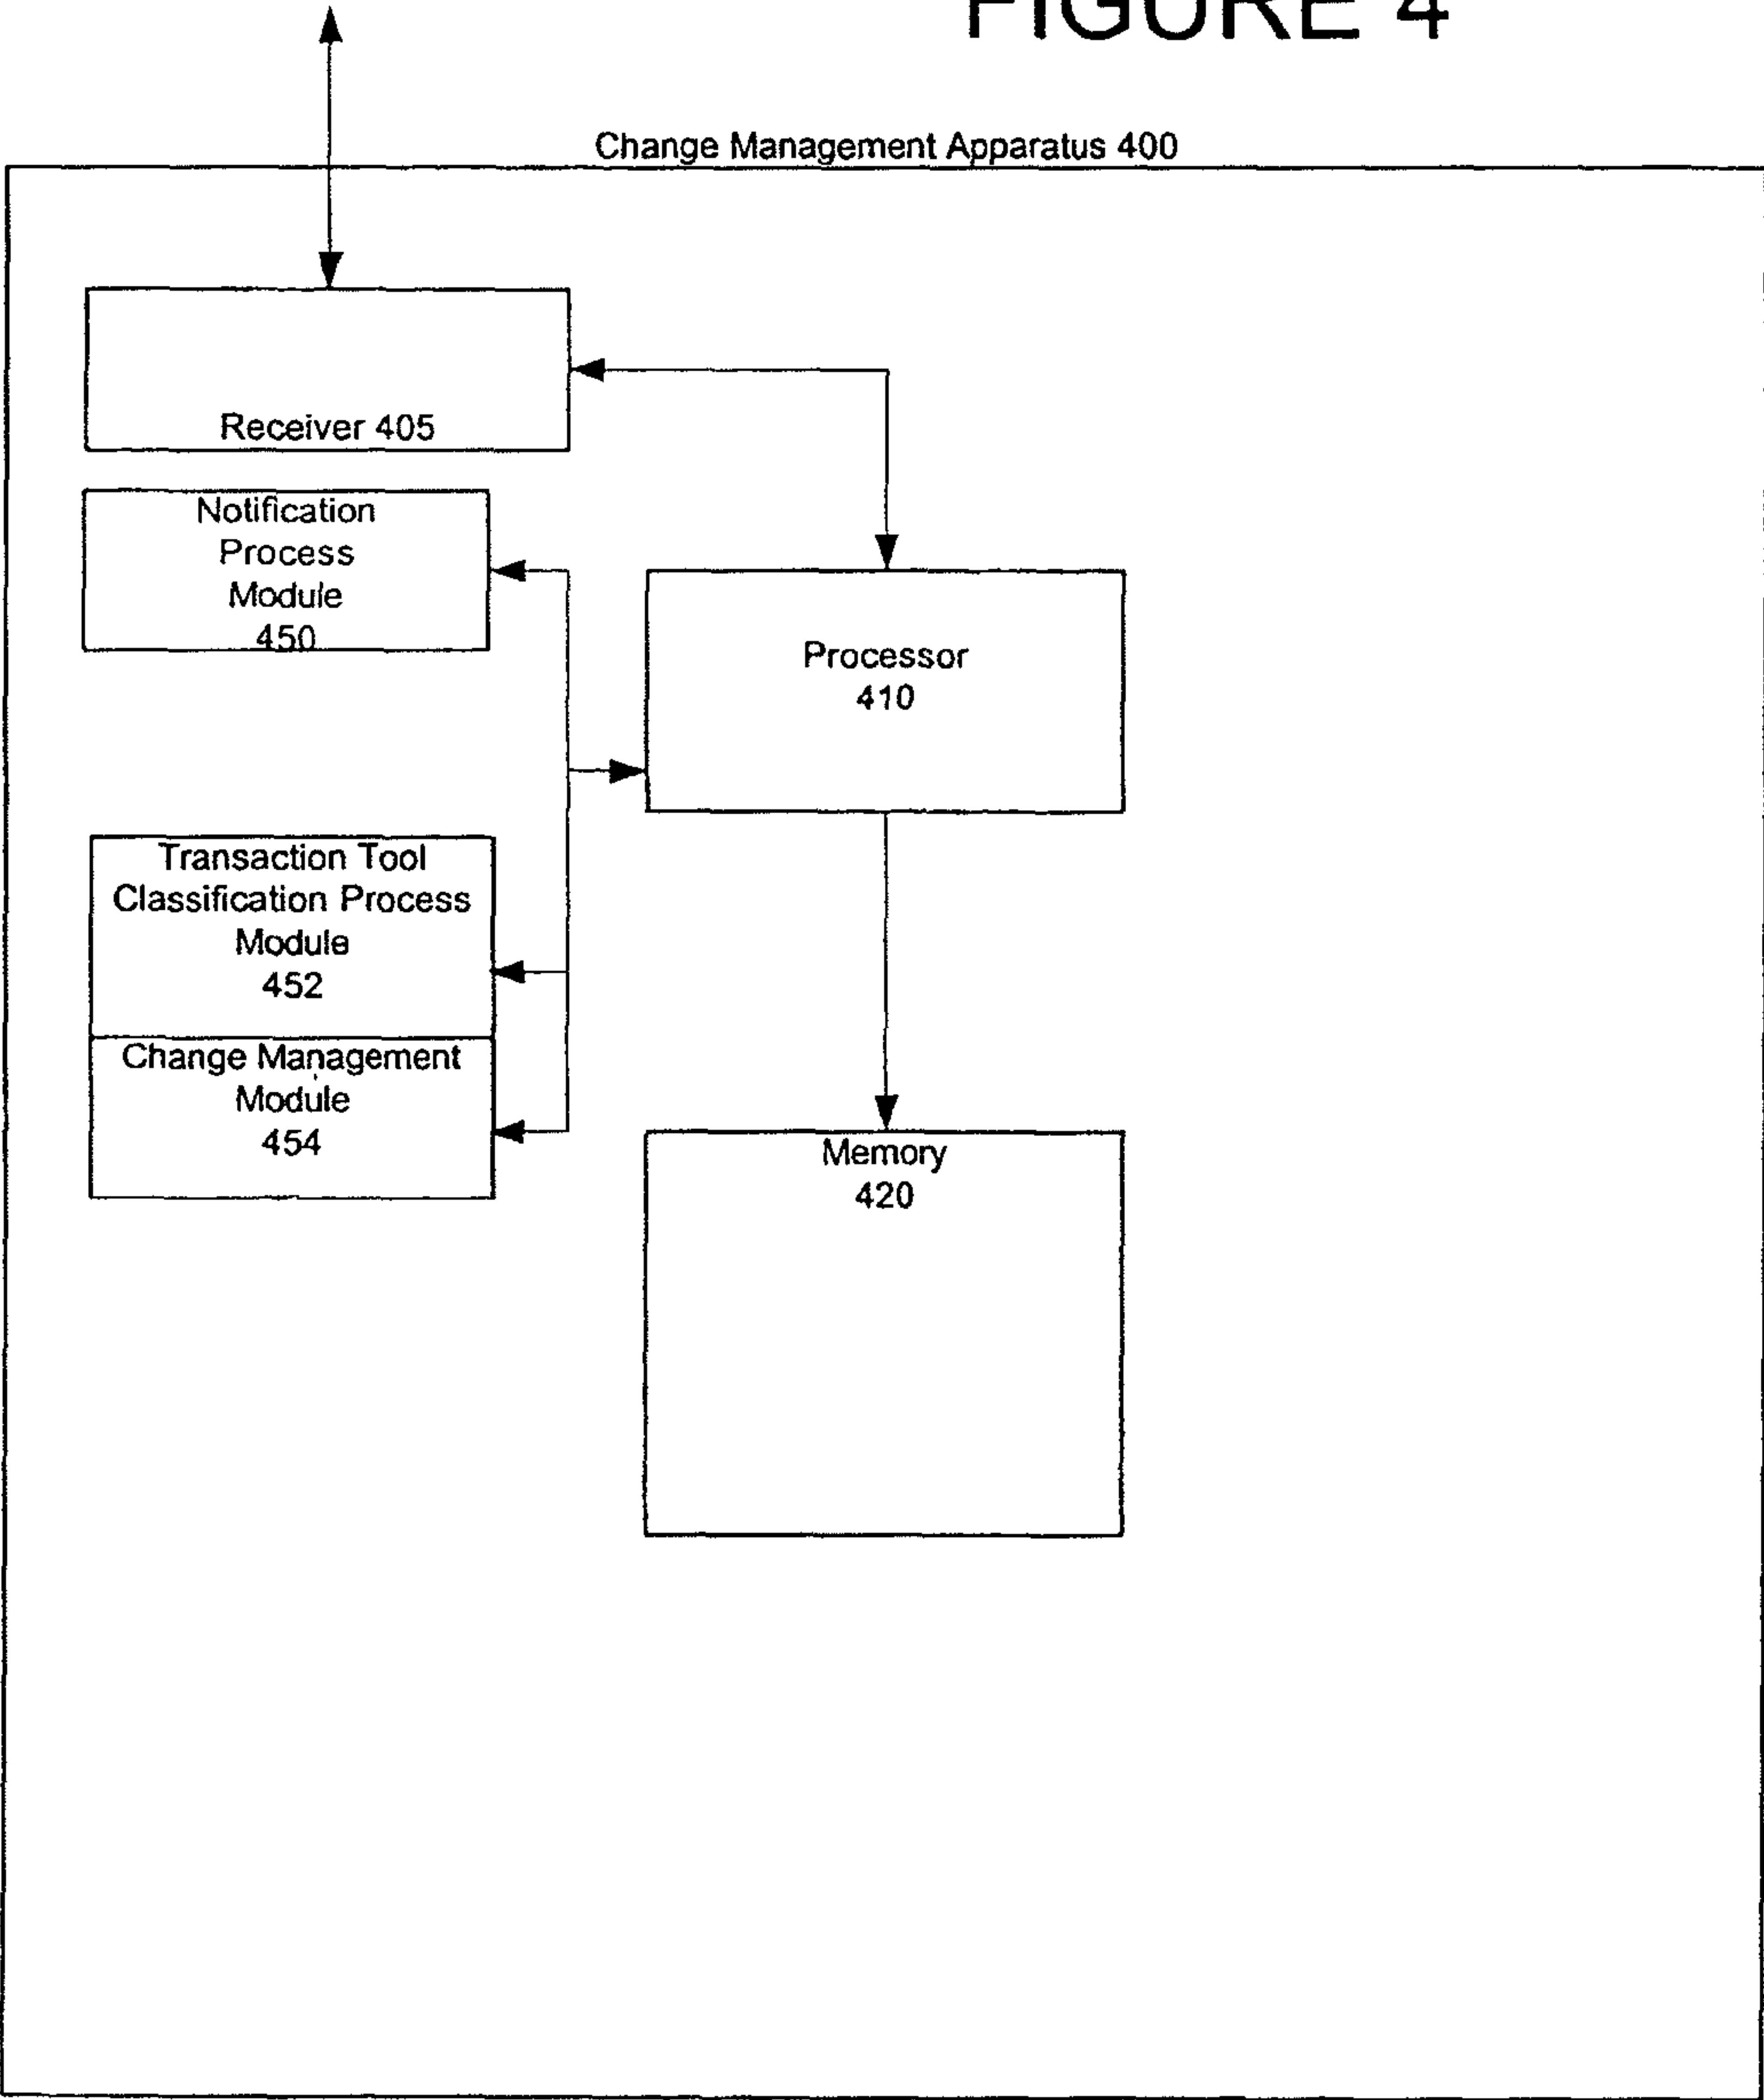 FIGURE 4
Change Management Apparatus 400
Receiver 405
Notification
Process
Module
450
Processor
410
Transaction Tool
Classification Process
Module
452
Change Management
Module
454
Memory
420